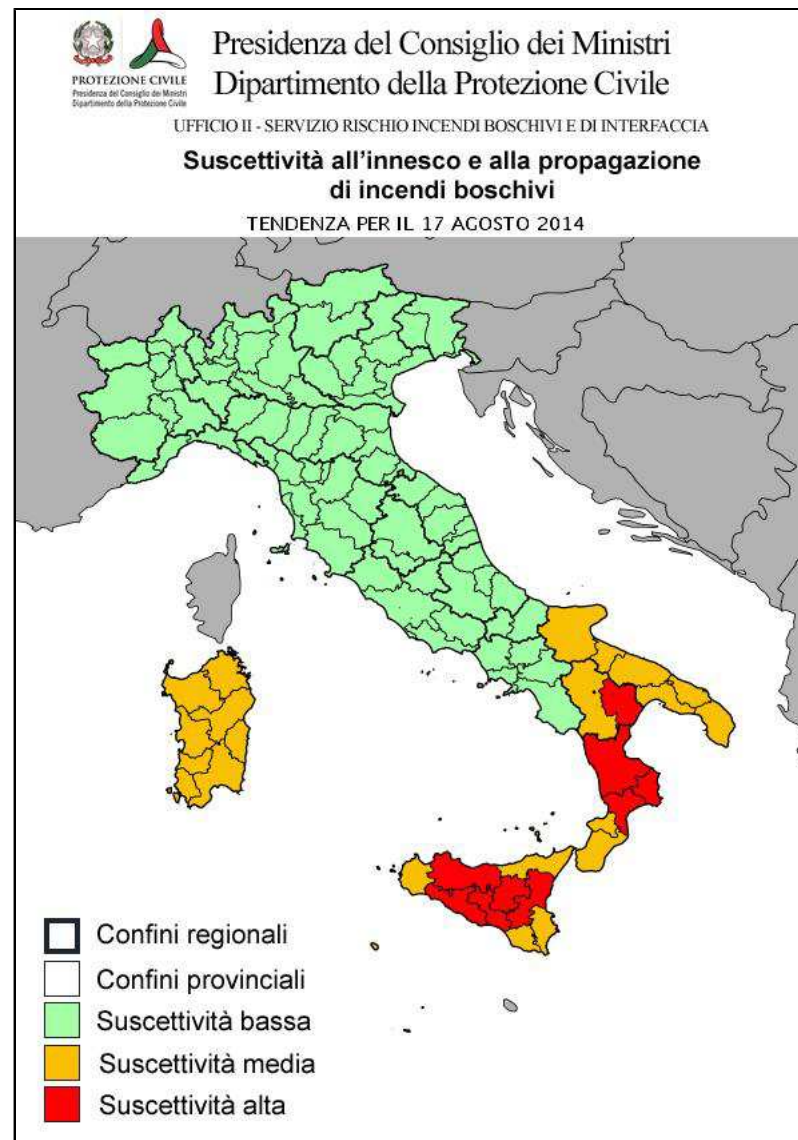 Presidenza del Consiglio dei Ministri
Dipartimento della Protezione Civile
PROTEZIONE CIVILE
Presidenza del Consiglio dei Ministri
Dipartimento della Protezione Civile
UFFICIO II - SERVIZIO RISCHIO INCENDI BOSCHIVI E DI INTERFACCIA
Suscettività all'innesco e alla propagazione
di incendi boschivi
TENDENZA PER IL 17 AGOSTO 2014
Confini regionali
Confini provinciali
Suscettività bassa
Suscettività media
Suscettività alta